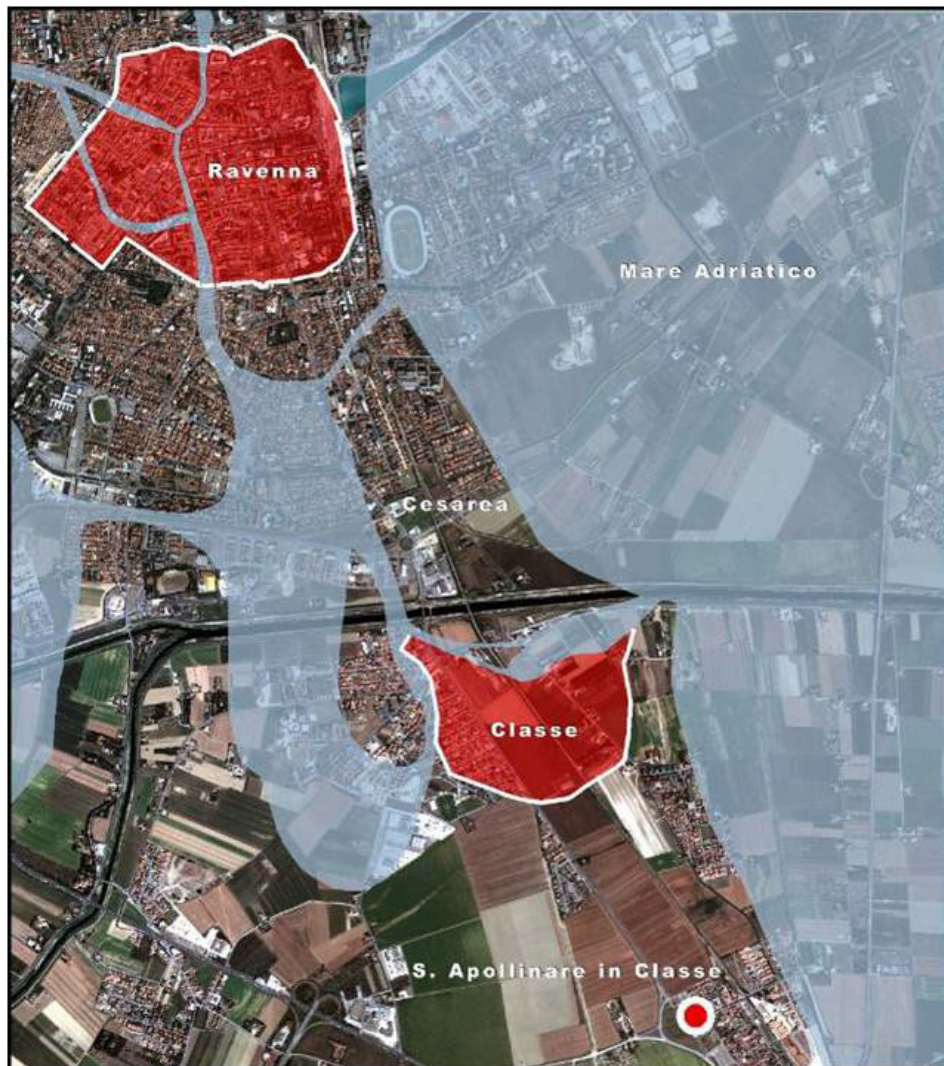 Ravenna
Mare Adriatico
Cesarea
Classe
S. Apollinare in Classe